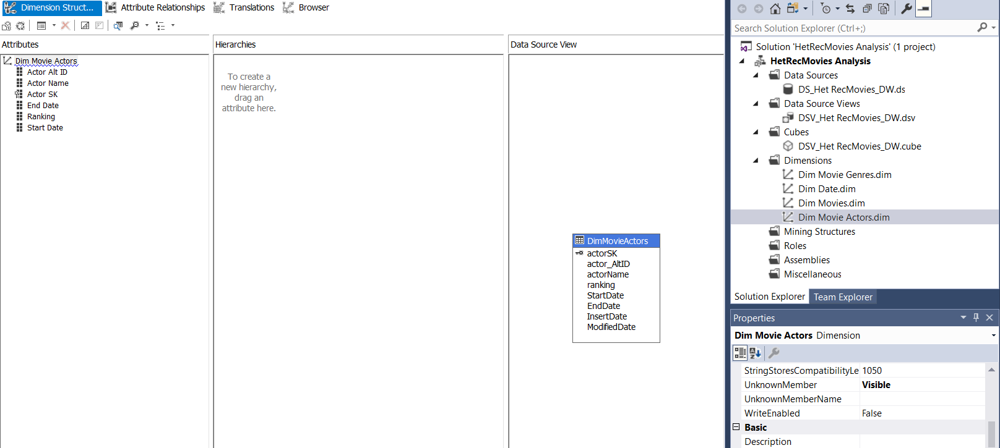 Dimension Struct...
Attribute Relationships
Translations
Browser
Attributes
Dim Movie Actors
Actor Alt ID
Actor Name
Actor SK
End Date
Ranking
Start Date
Hierarchies
To create a
new hierarchy,
drag an
attribute here.
Data Source View
DimMovieActors
actorSK
actor_AltID
actorName
ranking
StartDate
EndDate
InsertDate
ModifiedDate
Search Solution Explorer (Ctrl+;)
Solution 'HetRecMovies Analysis' (1 project)
HetRecMovies Analysis
Data Sources
DS_Het RecMovies_DW.ds
Data Source Views
DSV_Het RecMovies_DW.dsv
Cubes
DSV_Het RecMovies_DW.cube
Dimensions
Dim Movie Genres.dim
Dim Date.dim
Dim Movies.dim
Dim Movie Actors.dim
Mining Structures
Roles
Assemblies
Miscellaneous
Solution Explorer
Team Explorer
Properties
Dim Movie Actors Dimension
StringStoresCompatibilityLe 1050
UnknownMember Visible
UnknownMemberName
WriteEnabled False
Basic
Description